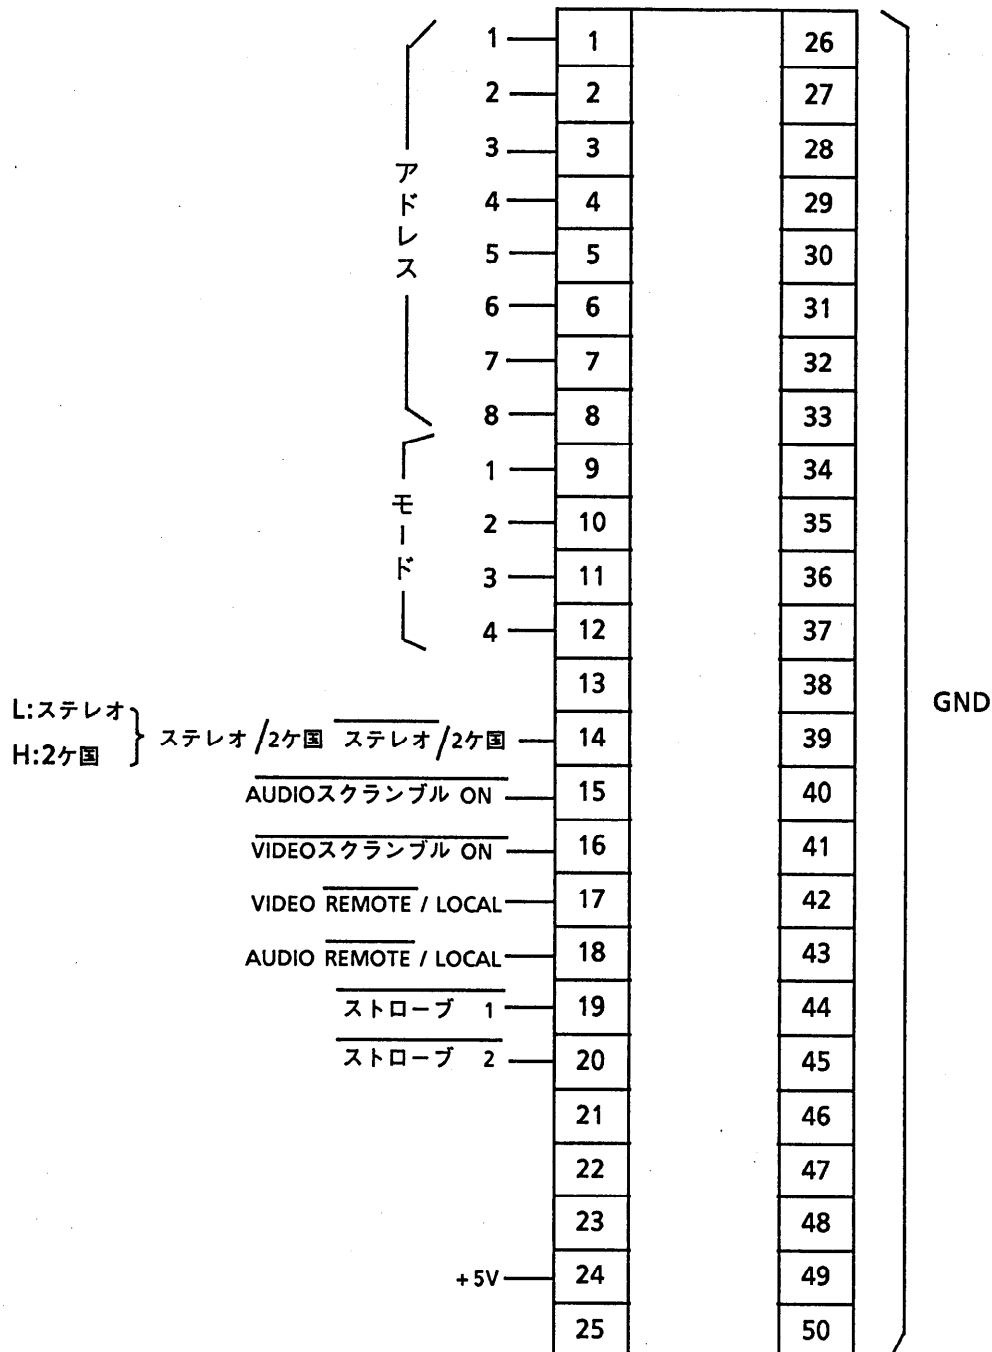 1 1 26
2 2 27
3 3 28
4 4 29
5 5 30
6 6 31
7 7 32
8 8 33
アドレス
1 9 34
2 10 35
3 11 36
4 12 37
モード
13 38
GND
L:ステレオ
H:2ケ国
ステレオ/2ケ国 ステレオ/2ケ国 14 39
AUDIOスクランブル ON 15 40
VIDEOスクランブル ON 16 41
VIDEO REMOTE / LOCAL 17 42
AUDIO REMOTE / LOCAL 18 43
ストローブ 1 19 44
ストローブ 2 20 45
21 46
22 47
23 48
+5V 24 49
25 50